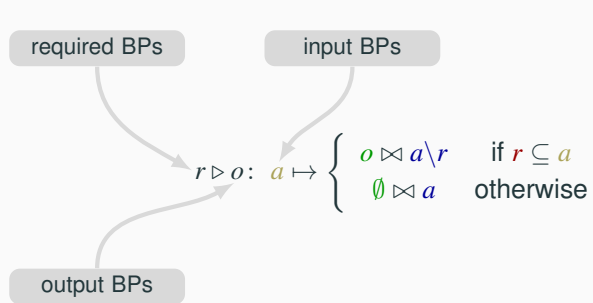 required BPs
input BPs
r ▷ o: a ↦ { o ⋈ a\r if r ⊆ a
∅ ⋈ a otherwise
output BPs